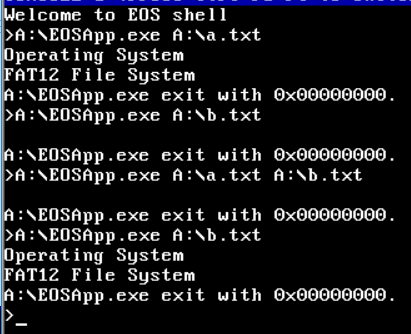 Welcome to EOS shell
>A:\EOSApp.exe A:\a.txt
Operating System
FAT12 File System
A:\EOSApp.exe exit with 0x00000000.
>A:\EOSApp.exe A:\b.txt
A:\EOSApp.exe exit with 0x00000000.
>A:\EOSApp.exe A:\a.txt A:\b.txt
A:\EOSApp.exe exit with 0x00000000.
>A:\EOSApp.exe A:\b.txt
Operating System
FAT12 File System
A:\EOSApp.exe exit with 0x00000000.
>_